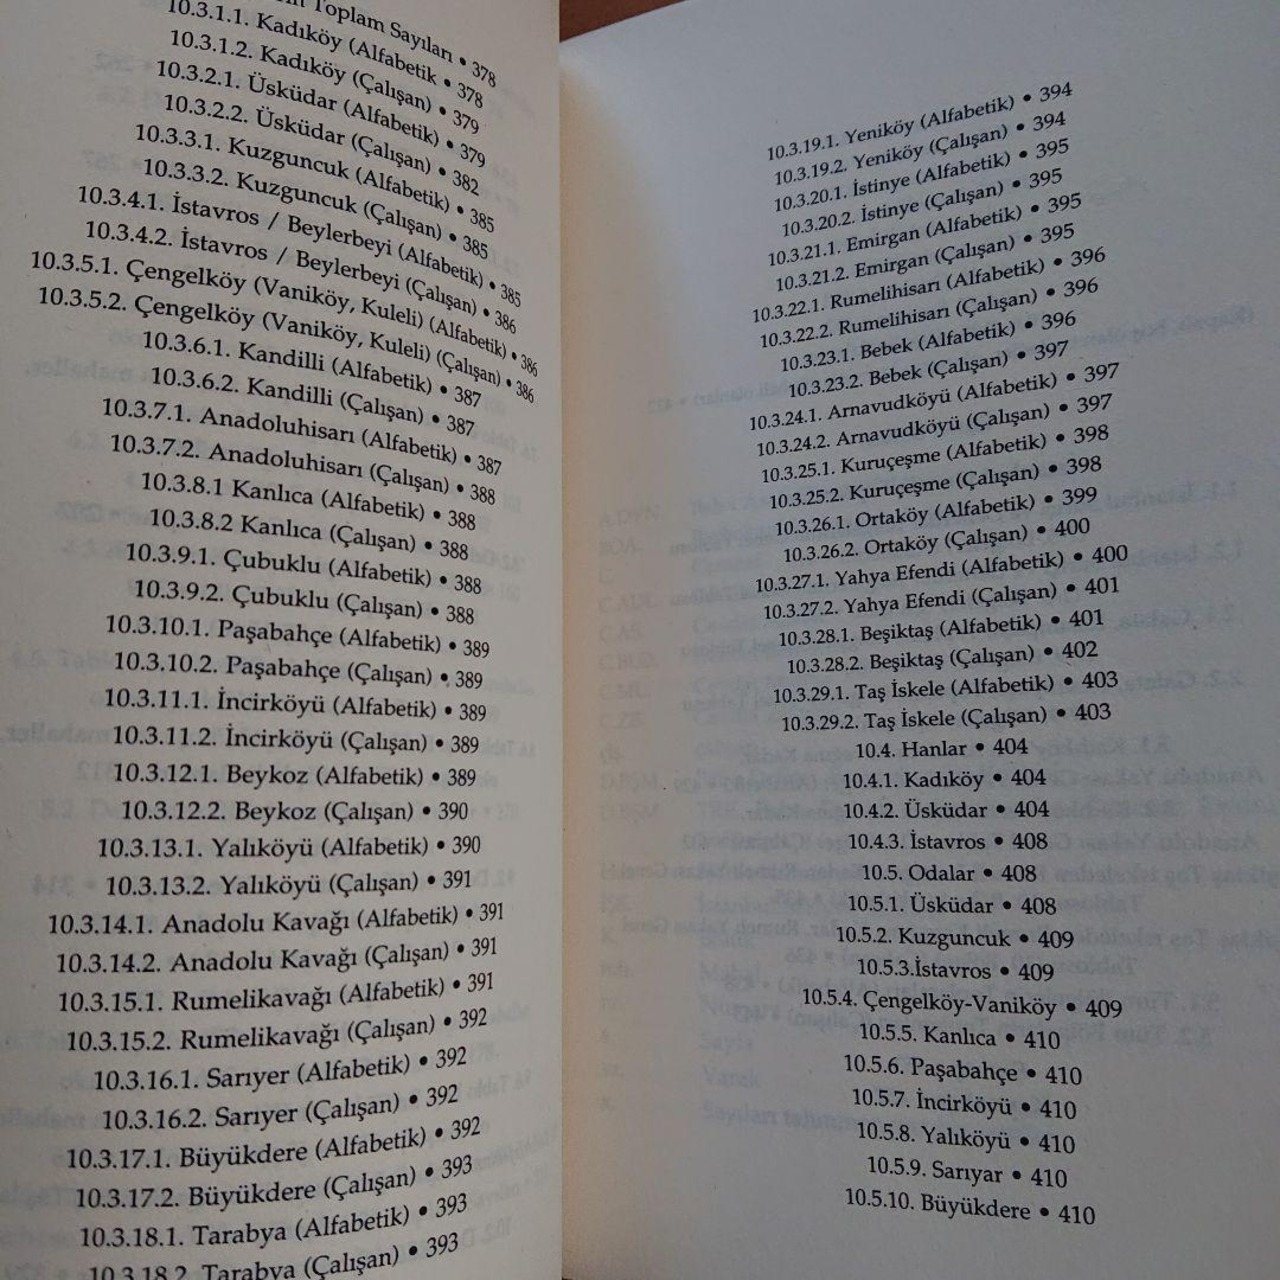 Toplam Sayıları • 378
10.3.1.1. Kadıköy (Alfabetik • 378
10.3.1.2. Kadıköy (Çalışan) • 379
10.3.2.1. Üsküdar (Alfabetik) • 379
10.3.2.2. Üsküdar (Çalışan) • 382
10.3.3.1. Kuzguncuk (Alfabetik) • 385
10.3.3.2. Kuzguncuk (Çalışan) • 385
10.3.4.1. İstavros / Beylerbeyi (Alfabetik) • 385
10.3.4.2. İstavros / Beylerbeyi (Çalışan) • 386
10.3.5.1. Çengelköy (Vaniköy, Kuleli) (Alfabetik) • 386
10.3.5.2. Çengelköy (Vaniköy, Kuleli) (Çalışan) • 386
10.3.6.1. Kandilli (Alfabetik) • 387
10.3.6.2. Kandilli (Çalışan) • 387
10.3.7.1. Anadoluhisarı (Alfabetik) • 387
10.3.7.2. Anadoluhisarı (Çalışan) • 388
10.3.8.1 Kanlıca (Alfabetik) • 388
10.3.8.2 Kanlıca (Çalışan) • 388
10.3.9.1. Çubuklu (Alfabetik) • 388
10.3.9.2. Çubuklu (Çalışan) • 388
10.3.10.1. Paşabahçe (Alfabetik) • 389
10.3.10.2. Paşabahçe (Çalışan) • 389
10.3.11.1. İncirköyü (Alfabetik) • 389
10.3.11.2. İncirköyü (Çalışan) • 389
10.3.12.1. Beykoz (Alfabetik) • 389
10.3.12.2. Beykoz (Çalışan) • 390
10.3.13.1. Yalıköyü (Alfabetik) • 390
10.3.13.2. Yalıköyü (Çalışan) • 391
10.3.14.1. Anadolu Kavağı (Alfabetik) • 391
10.3.14.2. Anadolu Kavağı (Çalışan) • 391
10.3.15.1. Rumelikavağı (Alfabetik) • 391
10.3.15.2. Rumelikavağı (Çalışan) • 392
10.3.16.1. Sarıyer (Alfabetik) • 392
10.3.16.2. Sarıyer (Çalışan) • 392
10.3.17.1. Büyükdere (Alfabetik) • 392
10.3.17.2. Büyükdere (Çalışan) • 393
10.3.18.1. Tarabya (Alfabetik) • 393
10.3.18.2. Tarabya (Çalışan) • 393
10.3.19.1. Yeniköy (Alfabetik) • 394
10.3.19.2. Yeniköy (Çalışan) • 394
10.3.20.1. İstinye (Alfabetik) • 395
10.3.20.2. İstinye (Çalışan) • 395
10.3.21.1. Emirgan (Alfabetik) • 395
10.3.21.2. Emirgan (Çalışan) • 395
10.3.22.1. Rumelihisarı (Alfabetik) • 396
10.3.22.2. Rumelihisarı (Çalışan) • 396
10.3.23.1. Bebek (Alfabetik) • 396
10.3.23.2. Bebek (Çalışan) • 397
10.3.24.1. Arnavudköyü (Alfabetik) • 397
10.3.24.2. Arnavudköyü (Çalışan) • 397
10.3.25.1. Kuruçeşme (Alfabetik) • 398
10.3.25.2. Kuruçeşme (Çalışan) • 398
10.3.26.1. Ortaköy (Alfabetik) • 399
10.3.26.2. Ortaköy (Çalışan) • 400
10.3.27.1. Yahya Efendi (Alfabetik) • 400
10.3.27.2. Yahya Efendi (Çalışan) • 401
10.3.28.1. Beşiktaş (Alfabetik) • 401
10.3.28.2. Beşiktaş (Çalışan) • 402
10.3.29.1. Taş İskele (Alfabetik) • 403
10.3.29.2. Taş İskele (Çalışan) • 403
10.4. Hanlar • 404
10.4.1. Kadıköy • 404
10.4.2. Üsküdar • 404
10.4.3. İstavros • 408
10.5. Odalar • 408
10.5.1. Üsküdar • 408
10.5.2. Kuzguncuk • 409
10.5.3.İstavros • 409
10.5.4. Çengelköy-Vaniköy • 409
10.5.5. Kanlıca • 410
10.5.6. Paşabahçe • 410
10.5.7. İncirköyü • 410
10.5.8. Yalıköyü • 410
10.5.9. Sarıyar • 410
10.5.10. Büyükdere • 410